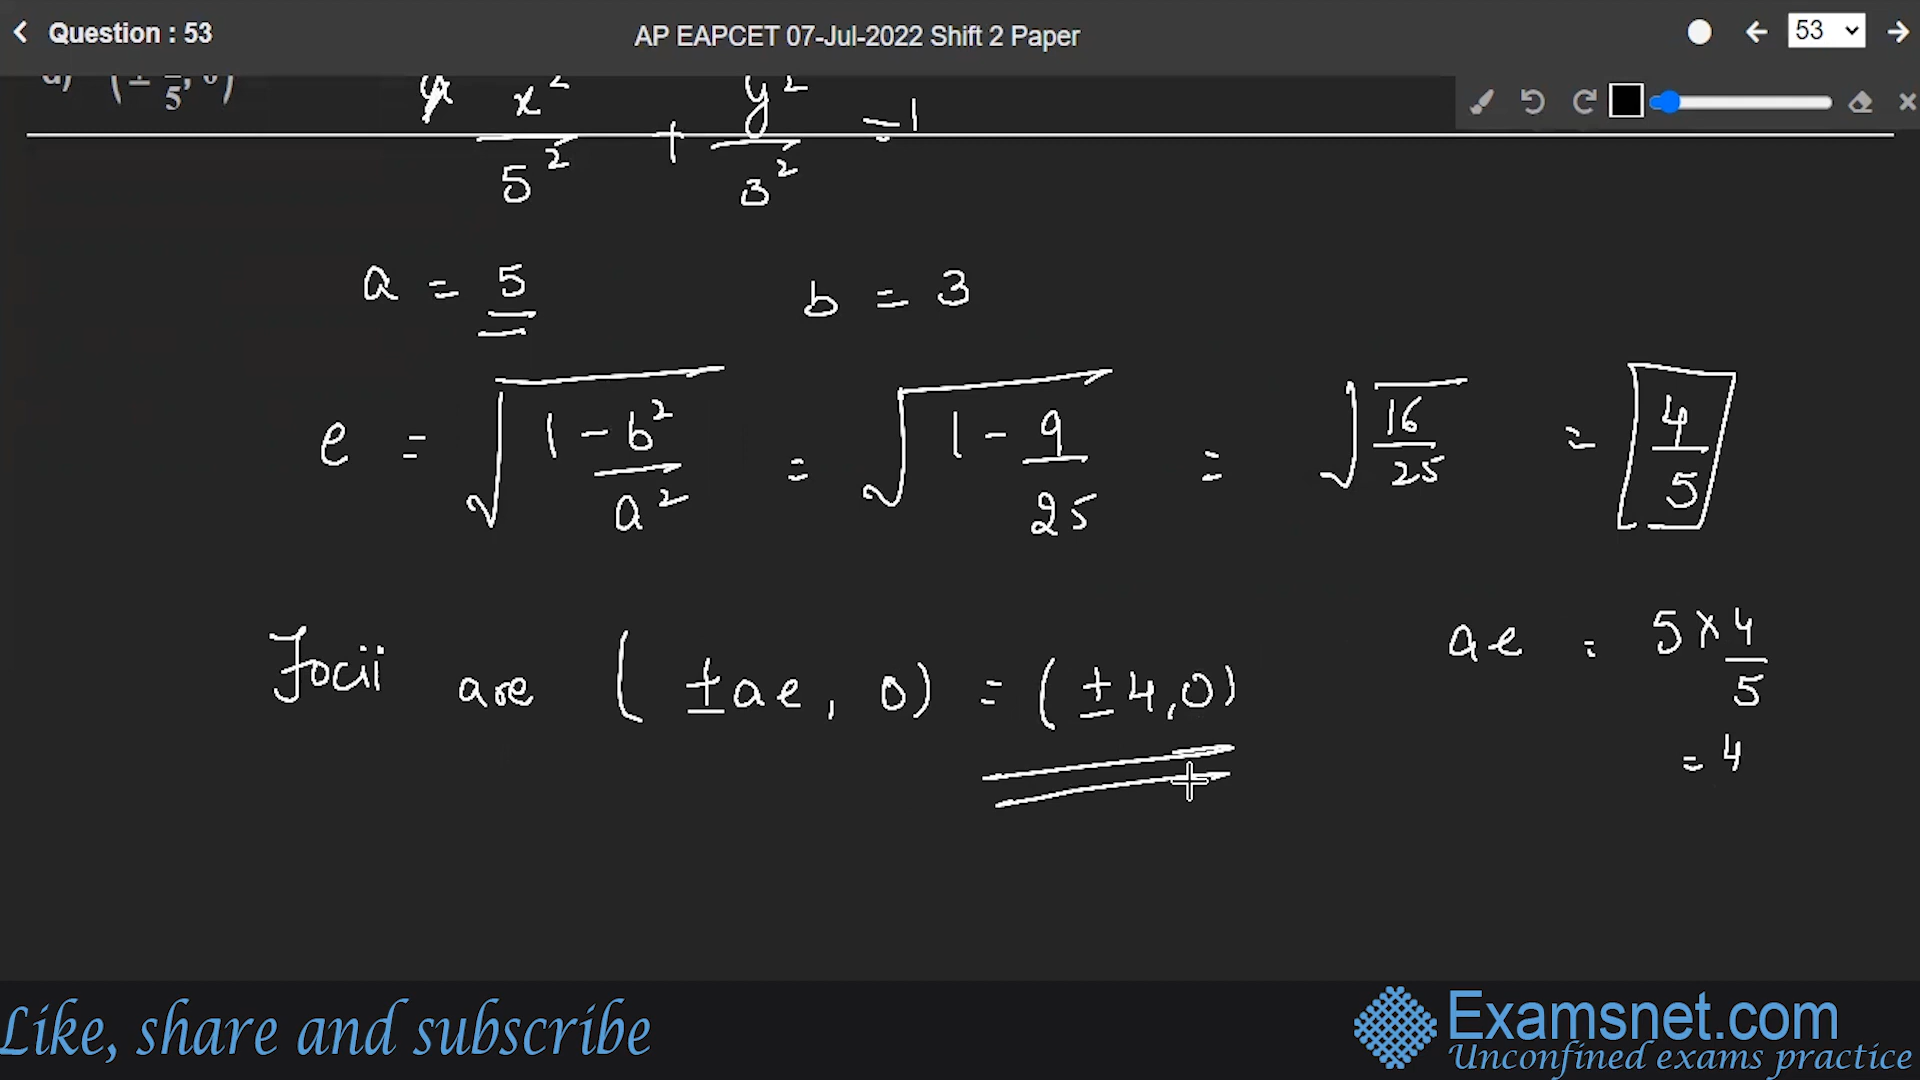 Question : 53
AP EAPCET 07-Jul-2022 Shift 2 Paper
53
5
x² / 5² + y² / 3² = 1
a = 5 b = 3
e = √(1 - b²/a²) = √(1 - 9/25) = √(16/25) = 4/5
Focii are ( ±ae, 0) = (±4,0)
ae = 5 × 4/5
= 4
Like, share and subscribe
Examsnet.com
Unconfined exams practice